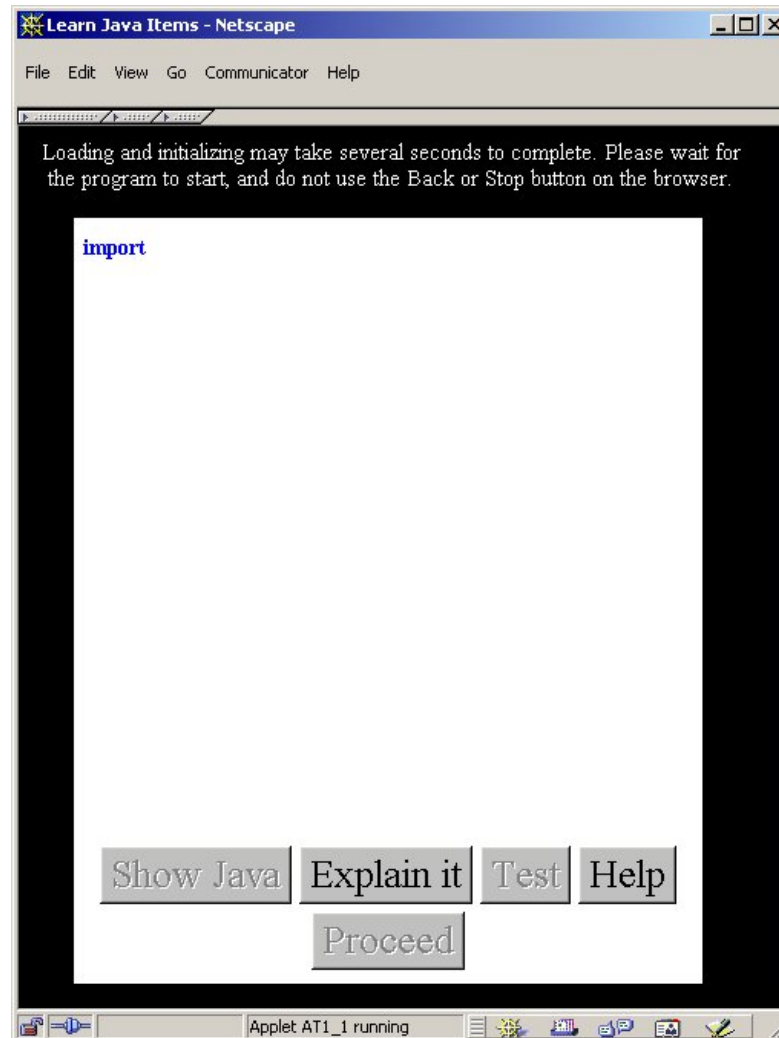 Learn Java Items - Netscape
File Edit View Go Communicator Help
Loading and initializing may take several seconds to complete. Please wait for
the program to start, and do not use the Back or Stop button on the browser.
import
Show Java Explain it Test Help
Proceed
Applet AT1_1 running